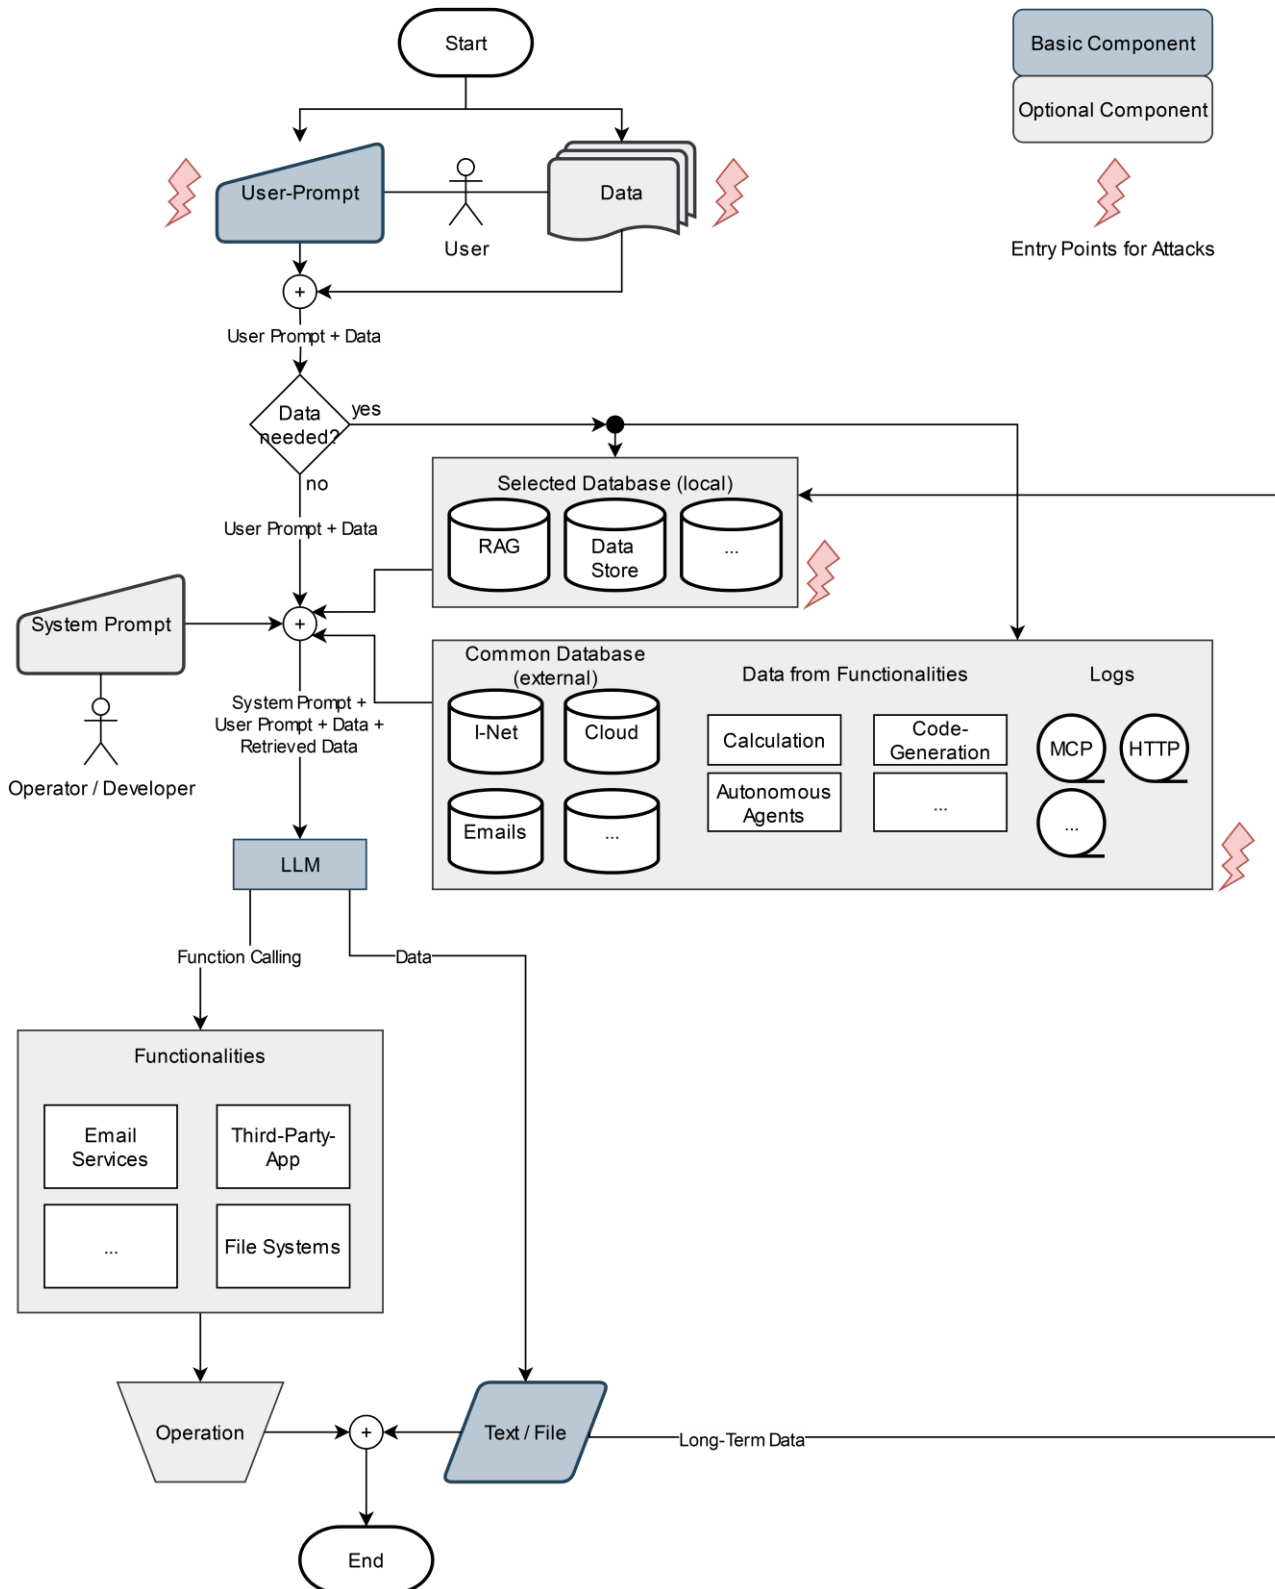 Start
Basic Component
Optional Component
User-Prompt
Data
User
Entry Points for Attacks
User Prompt + Data
Data
needed?
yes
no
Selected Database (local)
RAG
Data
Store
...
User Prompt + Data
System Prompt
Operator / Developer
Common Database
(external)
I-Net
Cloud
Emails
...
Data from Functionalities
Calculation
Code-
Generation
Autonomous
Agents
...
Logs
MCP
HTTP
...
System Prompt +
User Prompt + Data +
Retrieved Data
LLM
Function Calling
Data
Functionalities
Email
Services
Third-Party-
App
...
File Systems
Operation
+
Text / File
Long-Term Data
End
+
+